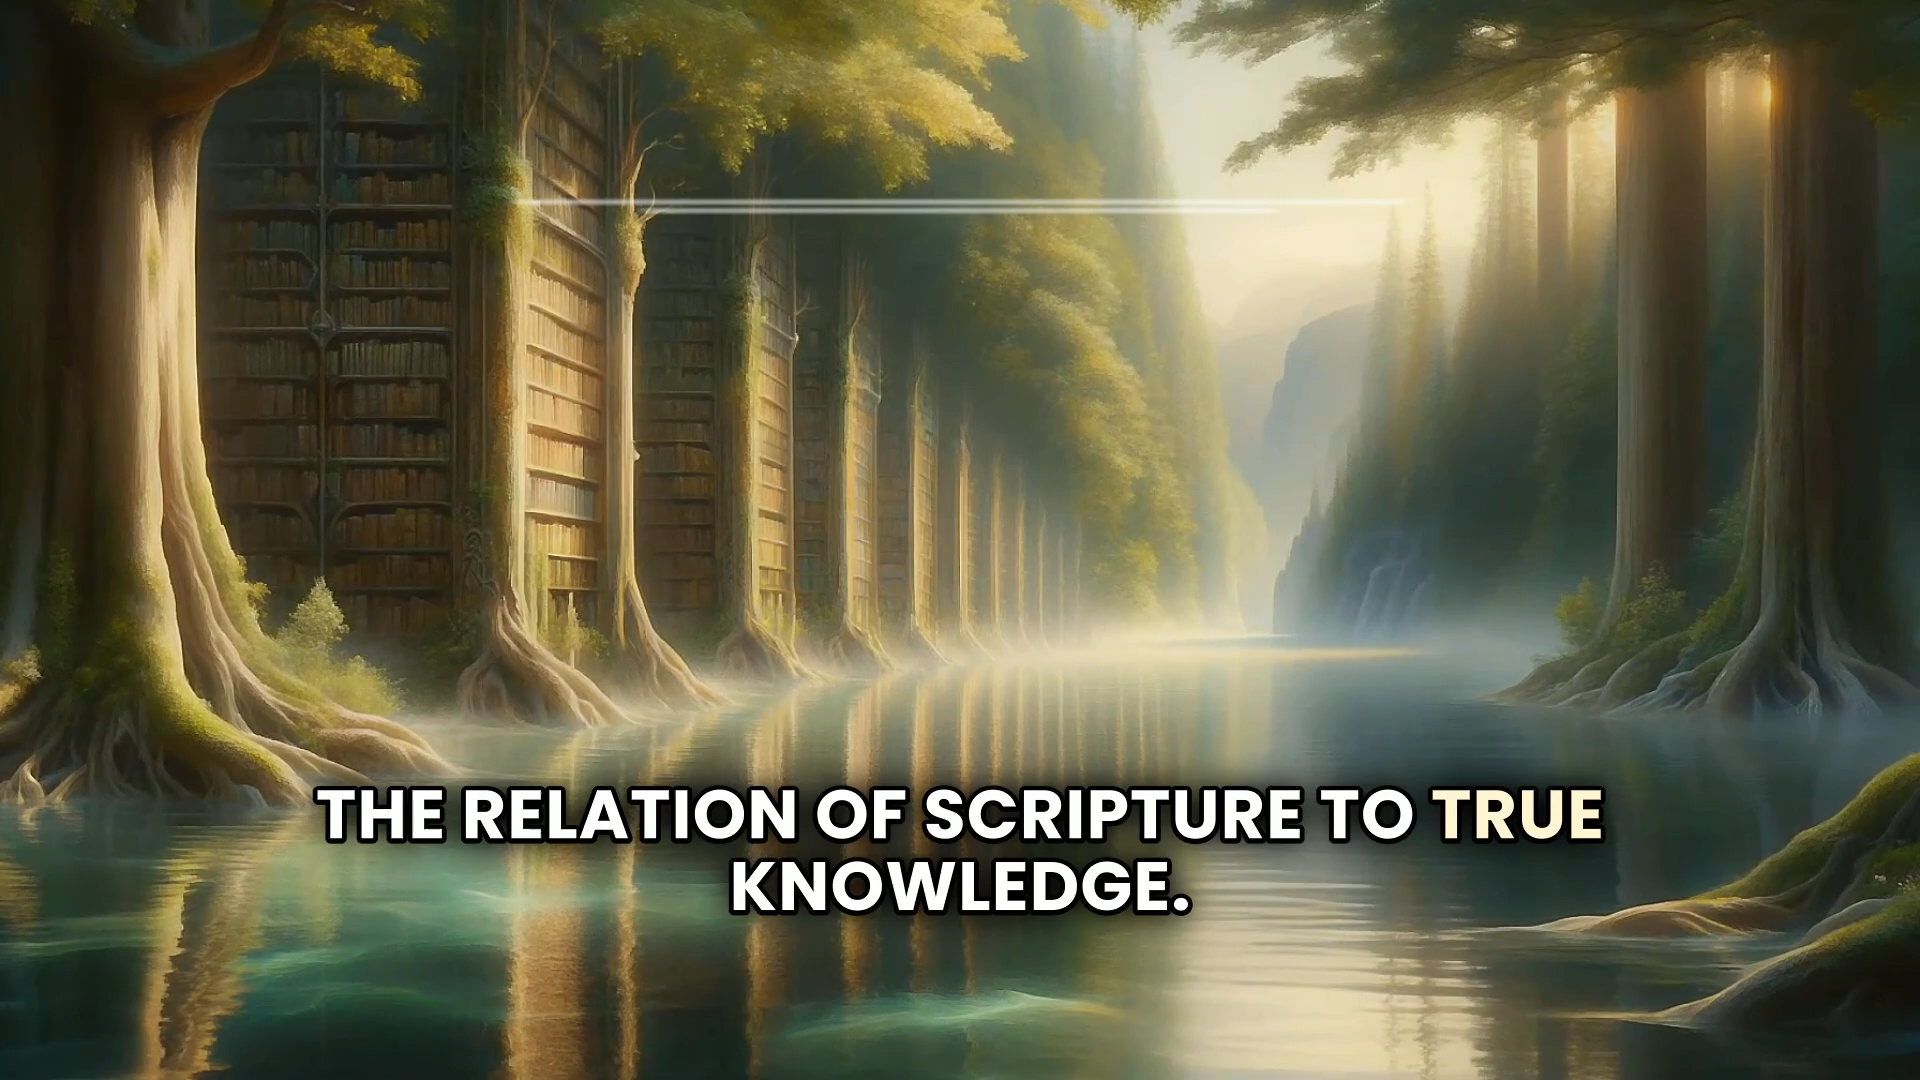 THE RELATION OF SCRIPTURE TO TRUE
KNOWLEDGE.